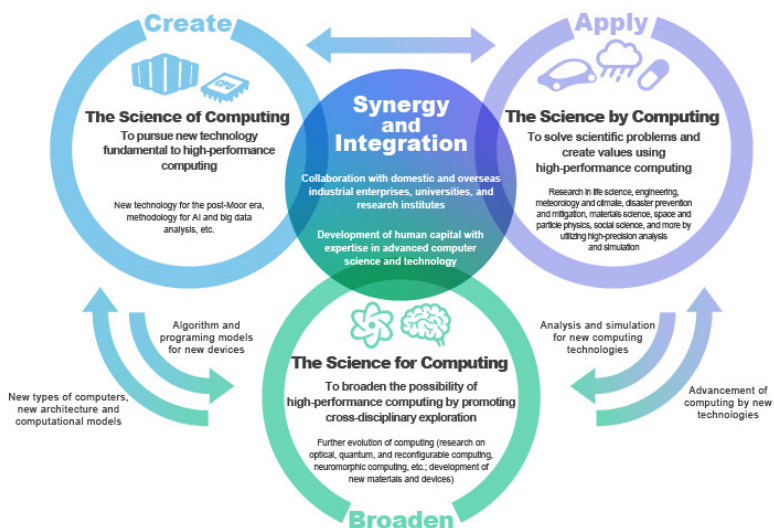 Create
CPU
The Science of Computing
To pursue new technology
fundamental to high-performance
computing
New technology for the post-Moor era,
methodology for AI and big data
analysis, etc.
Synergy
and
Integration
Collaboration with domestic and overseas
industrial enterprises, universities, and
research institutes
Development of human capital with
expertise in advanced computer
science and technology
Apply
The Science by Computing
To solve scientific problems and
create values using
high-performance computing
Research in life science, engineering,
meteorology and climate, disaster prevention
and mitigation, materials science, space and
particle physics, social science, and more by
utilizing high-precision analysis
and simulation
Algorithm and
programing models
for new devices
New types of computers,
new architecture and
computational models
The Science for Computing
To broaden the possibility of
high-performance computing by promoting
cross-disciplinary exploration
Further evolution of computing (research on
optical, quantum, and reconfigurable computing,
neuromorphic computing, etc.; development of
new materials and devices)
Broaden
Analysis and simulation
for new computing
technologies
Advancement of
computing by new
technologies